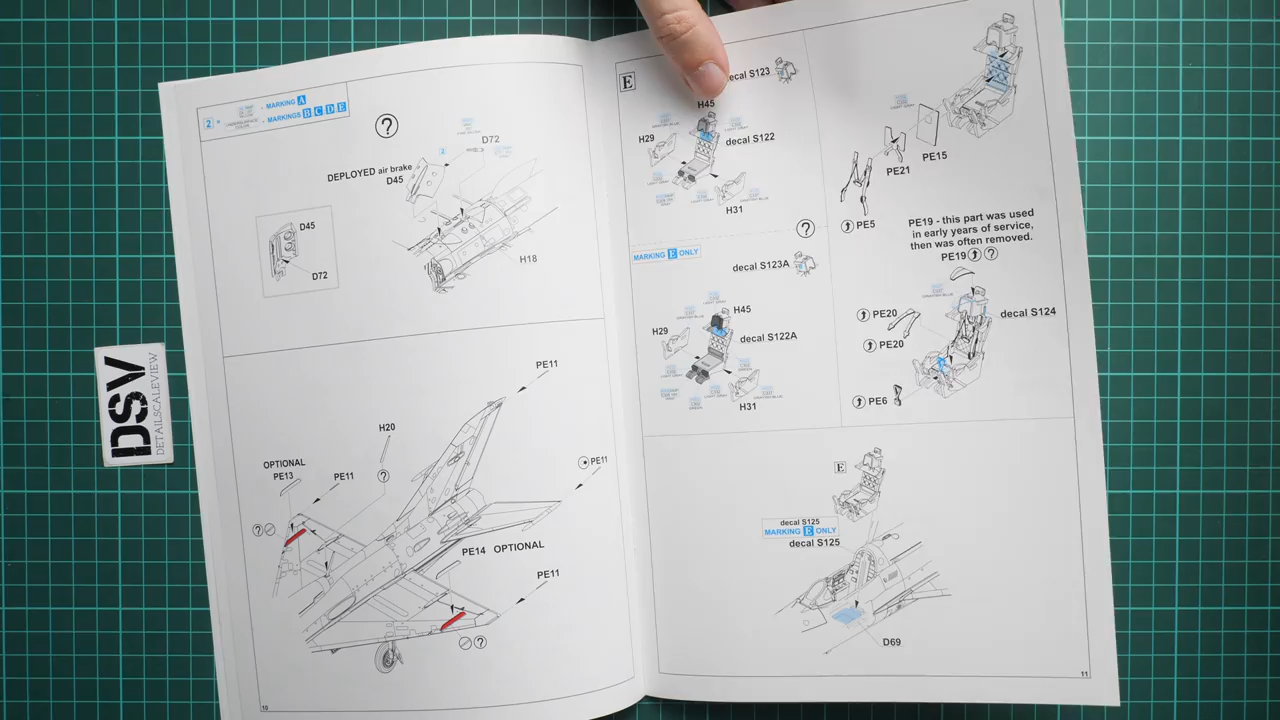 2 =
- MARKING A
- MARKINGS B C D E
?
D72
2
DEPLOYED air brake
D45
D45
D72
H18
PE11
H20
OPTIONAL
PE13
PE11
?
PE11
?
PE14 OPTIONAL
PE11
?
10
DSV
DETAILSCALEVIEW
E
decal S123
H45
H29
decal S122
H31
?
MARKING E ONLY
decal S123A
H45
H29
decal S122A
H31
PE15
PE21
PE5
PE19 - this part was used
in early years of service,
then was often removed.
PE19 ?
PE20
decal S124
PE20
PE6
E
decal S125
MARKING E ONLY
decal S125
D69
11